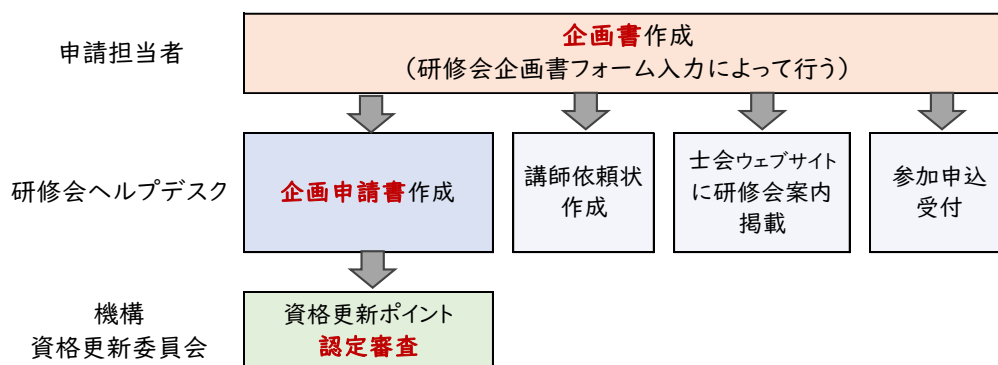 申請担当者
企画書作成
（研修会企画書フォーム入力によって行う）
研修会ヘルプデスク
企画申請書作成
講師依頼状
作成
士会ウェブサイト
に研修会案内
掲載
参加申込
受付
機構
資格更新委員会
資格更新ポイント
認定審査